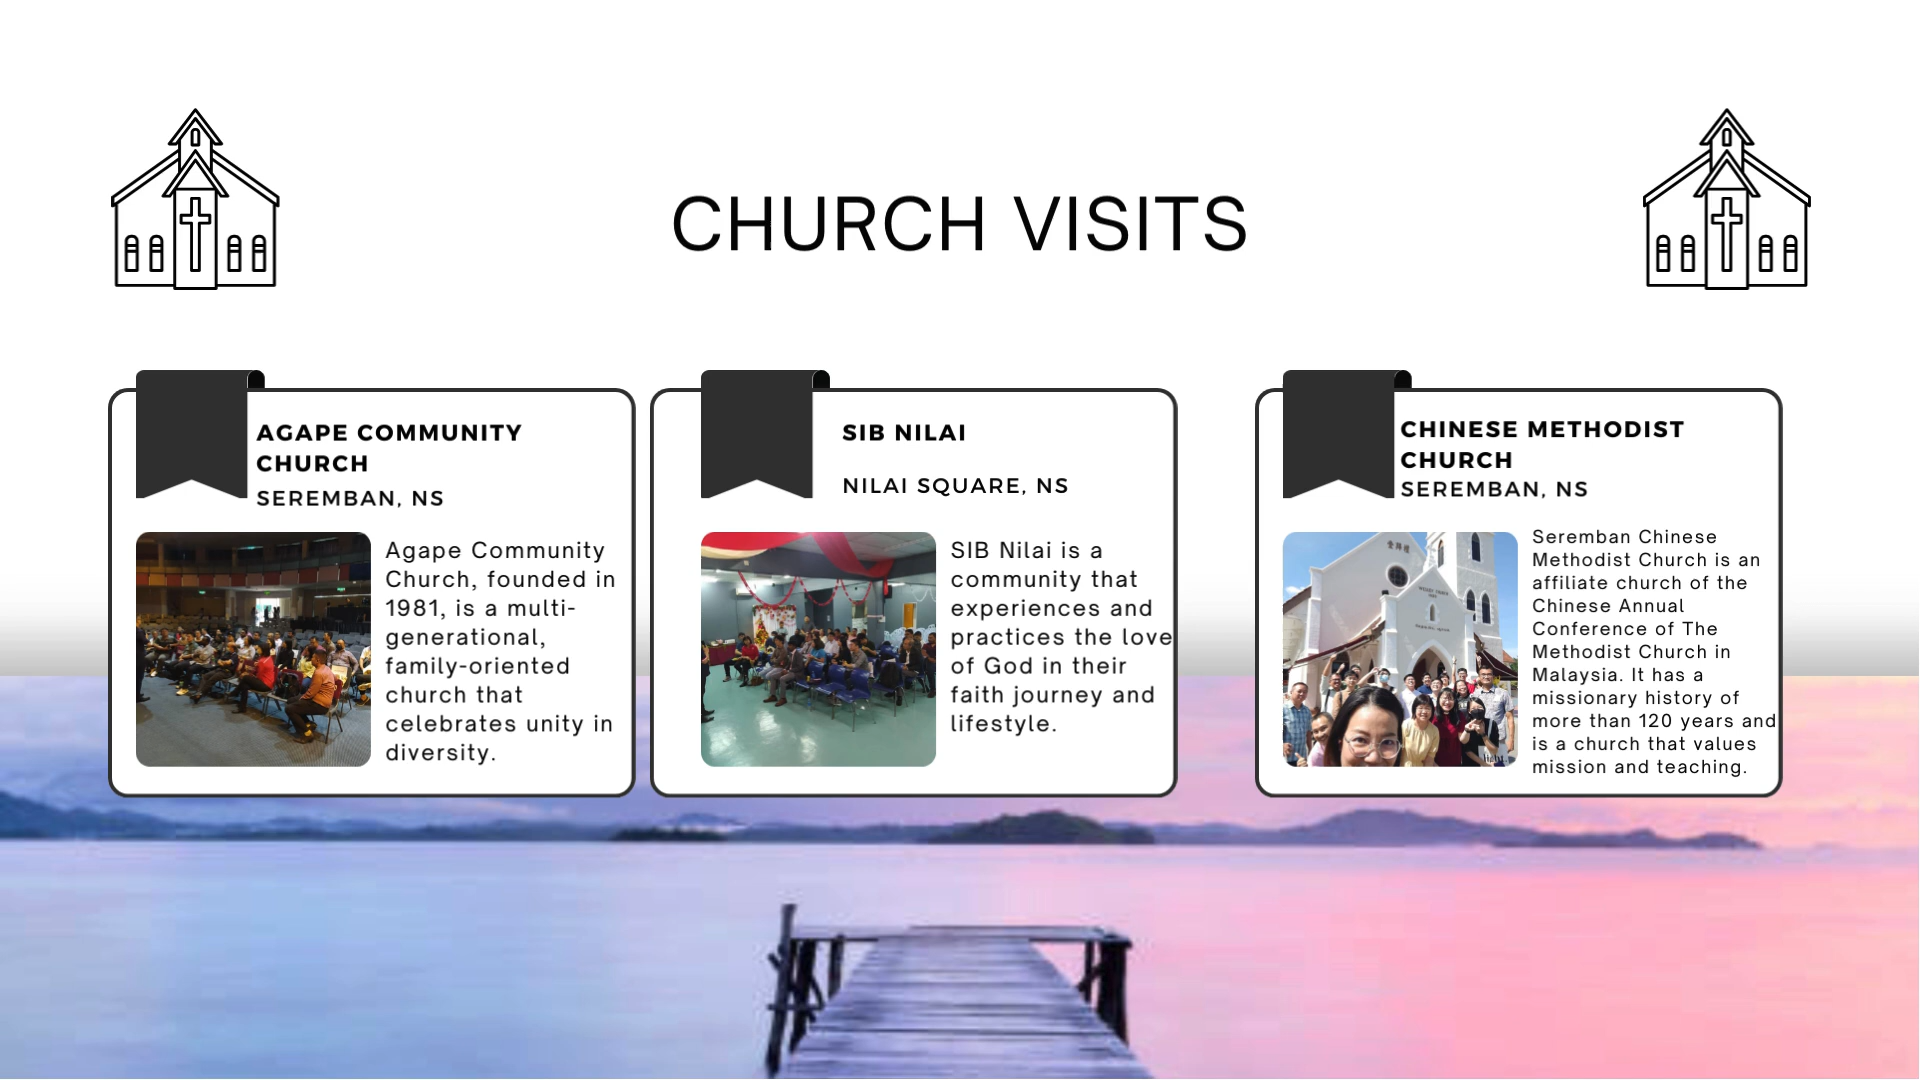 CHURCH VISITS
AGAPE COMMUNITY
CHURCH
SEREMBAN, NS
Agape Community
Church, founded in
1981, is a multi-
generational,
family-oriented
church that
celebrates unity in
diversity.
SIB NILAI
NILAI SQUARE, NS
SIB Nilai is a
community that
experiences and
practices the love
of God in their
faith journey and
lifestyle.
CHINESE METHODIST
CHURCH
SEREMBAN, NS
Seremban Chinese
Methodist Church is an
affiliate church of the
Chinese Annual
Conference of The
Methodist Church in
Malaysia. It has a
missionary history of
more than 120 years and
is a church that values
mission and teaching.